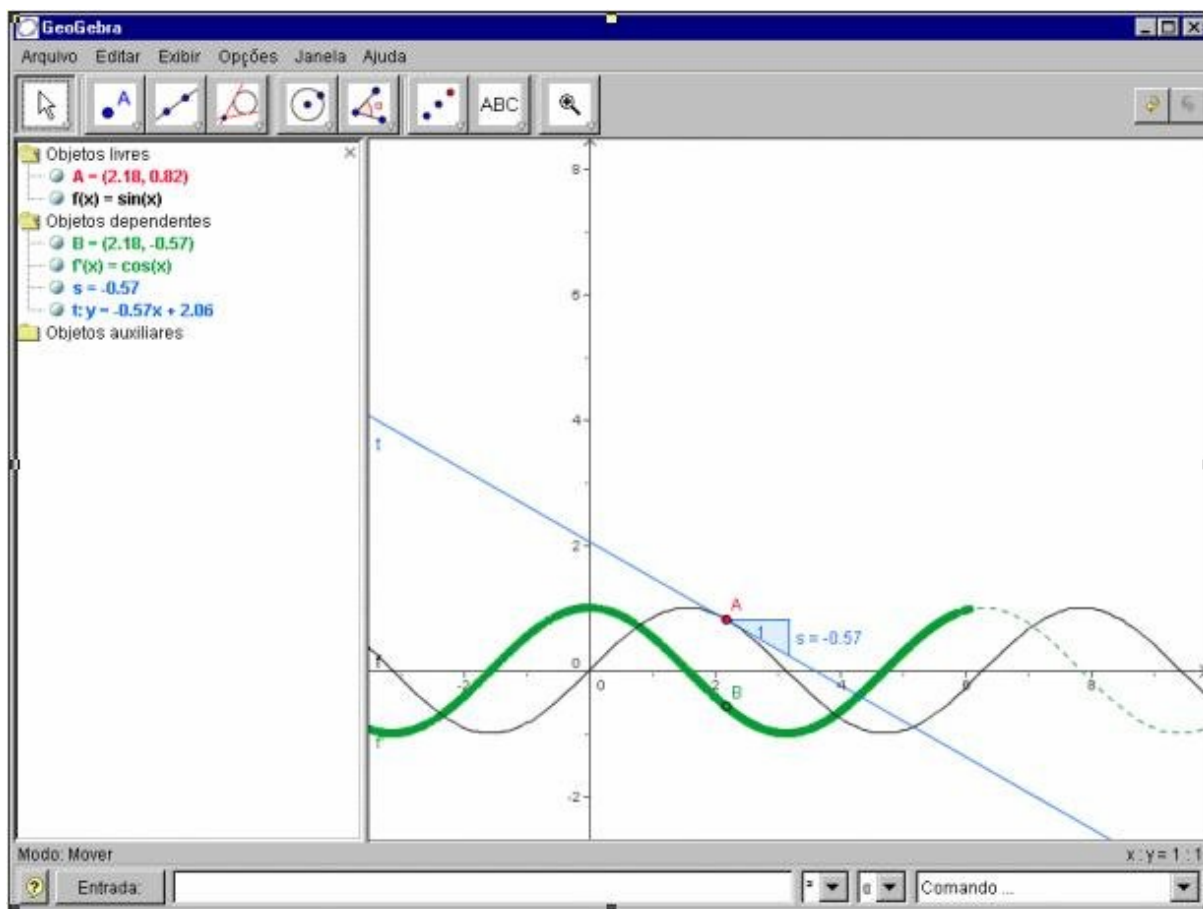 GeoGebra
Arquivo Editar Exibir Opções Janela Ajuda
A
α
ABC
Objetos livres
A = (2.18, 0.82)
f(x) = sin(x)
Objetos dependentes
B = (2.18, -0.57)
f'(x) = cos(x)
s = -0.57
t: y = -0.57x + 2.06
Objetos auxiliares
8
6
4
t
2
A
1
s = -0.57
f
0
-2
0
2
4
6
8
B
f'
-2
Modo: Mover
x : y = 1 : 1
Entrada:
²
α
Comando ...